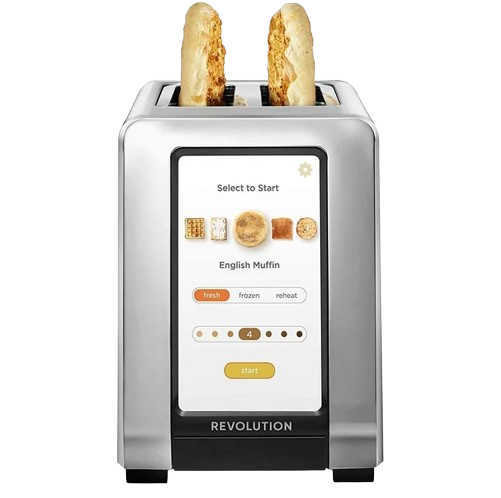 Select to Start
English Muffin
fresh frozen reheat
4
start
REVOLUTION